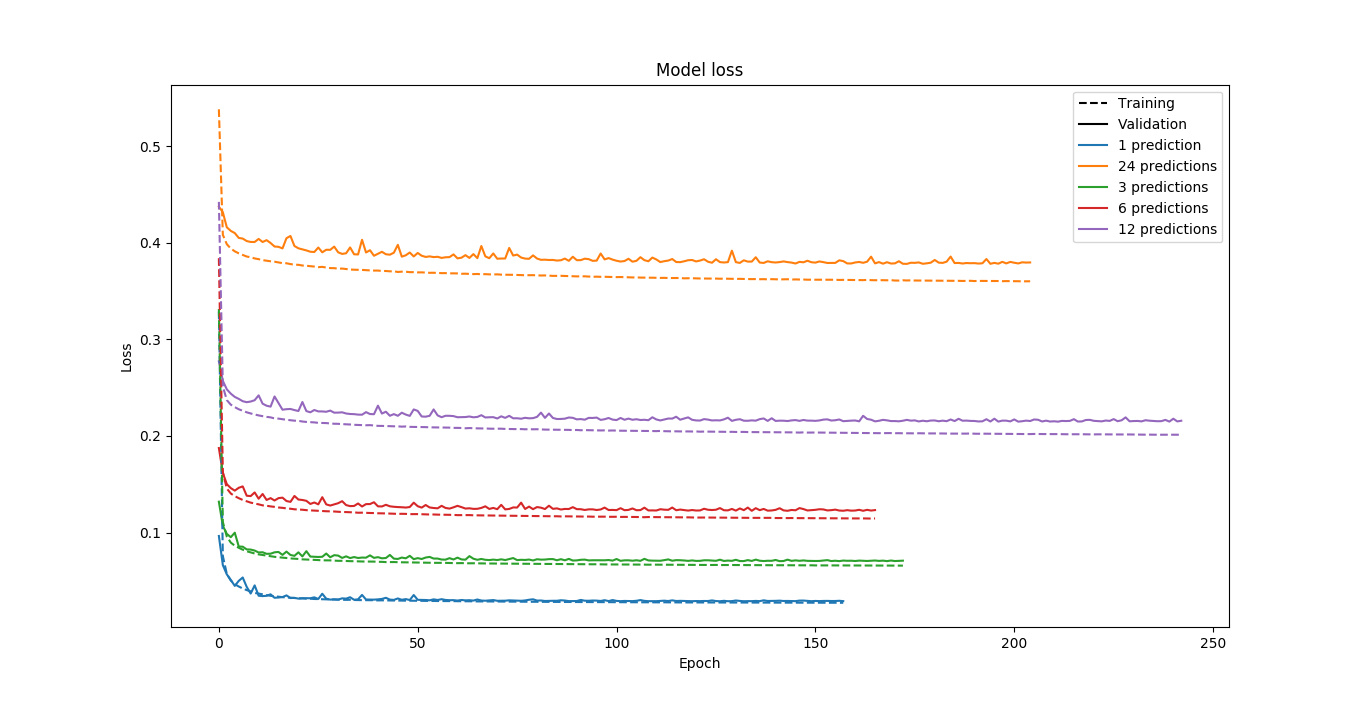 Model loss
Training
Validation
1 prediction
24 predictions
3 predictions
6 predictions
12 predictions
0.5
0.4
0.3
0.2
0.1
Loss
0
50
100
150
200
250
Epoch